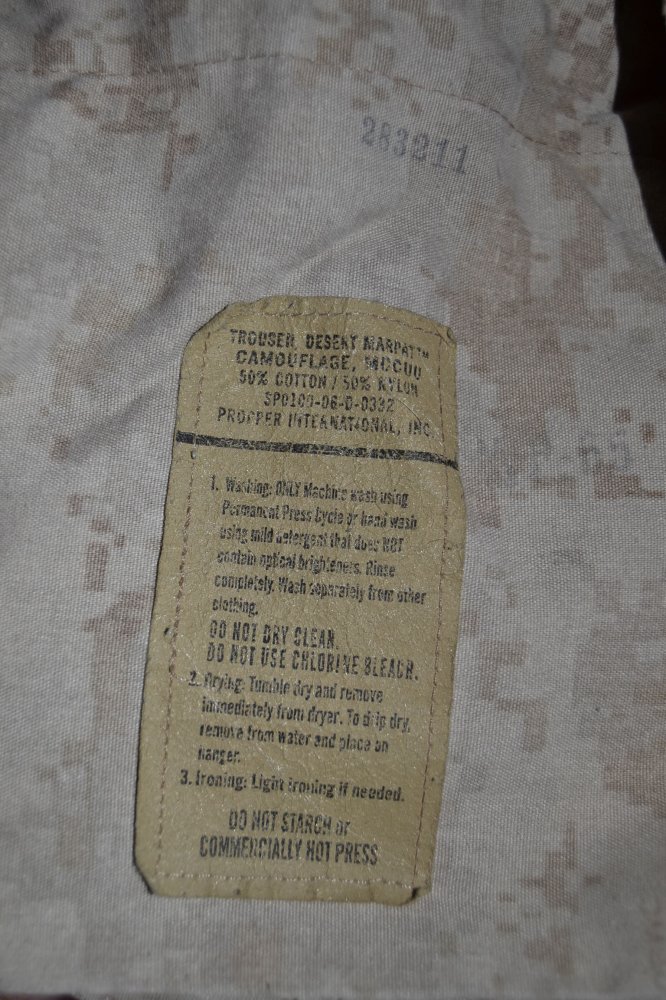 283211
TROUSER, DESERT MARPAT™
CAMOUFLAGE, MCCUU
50% COTTON / 50% NYLON
SP0100-06-D-0332
PROPPER INTERNATIONAL, INC.
1. Washing: ONLY Machine wash using
Permanent Press Cycle or hand wash
using mild detergent that does NOT
contain optical brighteners. Rinse
completely. Wash separately from other
clothing.
DO NOT DRY CLEAN.
DO NOT USE CHLORINE BLEACH.
2. Drying: Tumble dry and remove
immediately from dryer. To drip dry,
remove from water and place on
hanger.
3. Ironing: Light ironing if needed.
DO NOT STARCH or
COMMERCIALLY HOT PRESS